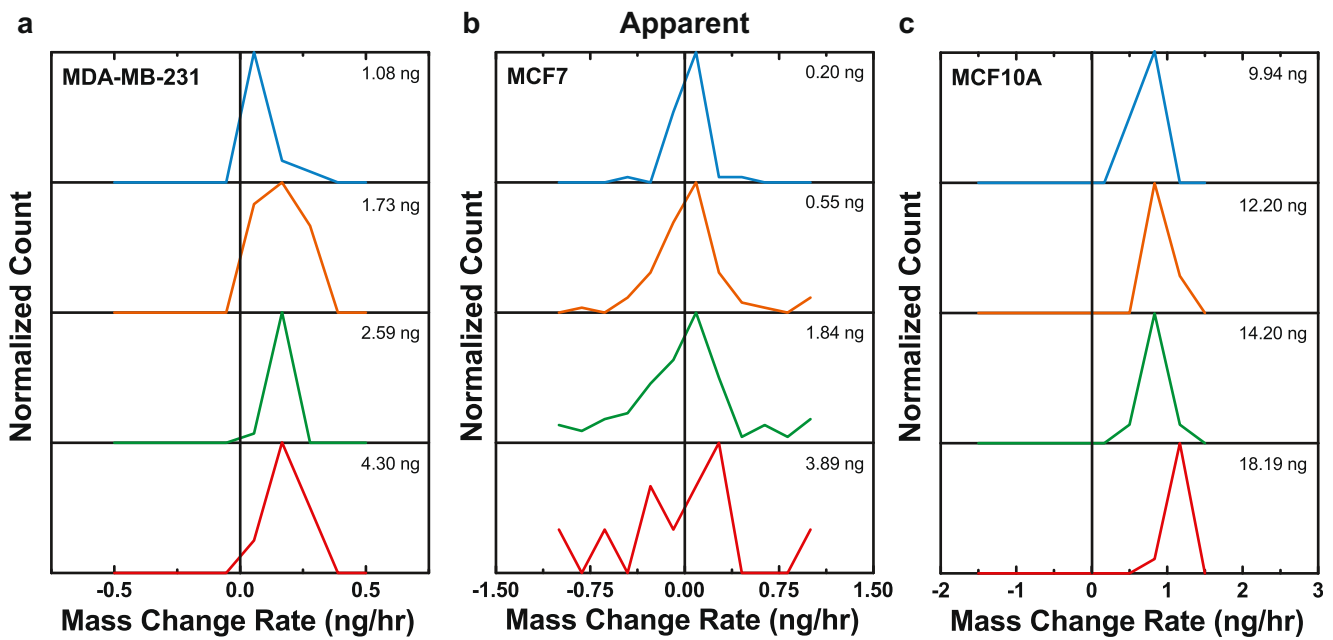 a
MDA-MB-231
1.08 ng
1.73 ng
2.59 ng
4.30 ng
Normalized Count
-0.5 0.0 0.5
Mass Change Rate (ng/hr)
b
Apparent
MCF7
0.20 ng
0.55 ng
1.84 ng
3.89 ng
Normalized Count
-1.50 -0.75 0.00 0.75 1.50
Mass Change Rate (ng/hr)
c
MCF10A
9.94 ng
12.20 ng
14.20 ng
18.19 ng
Normalized Count
-2 -1 0 1 2 3
Mass Change Rate (ng/hr)